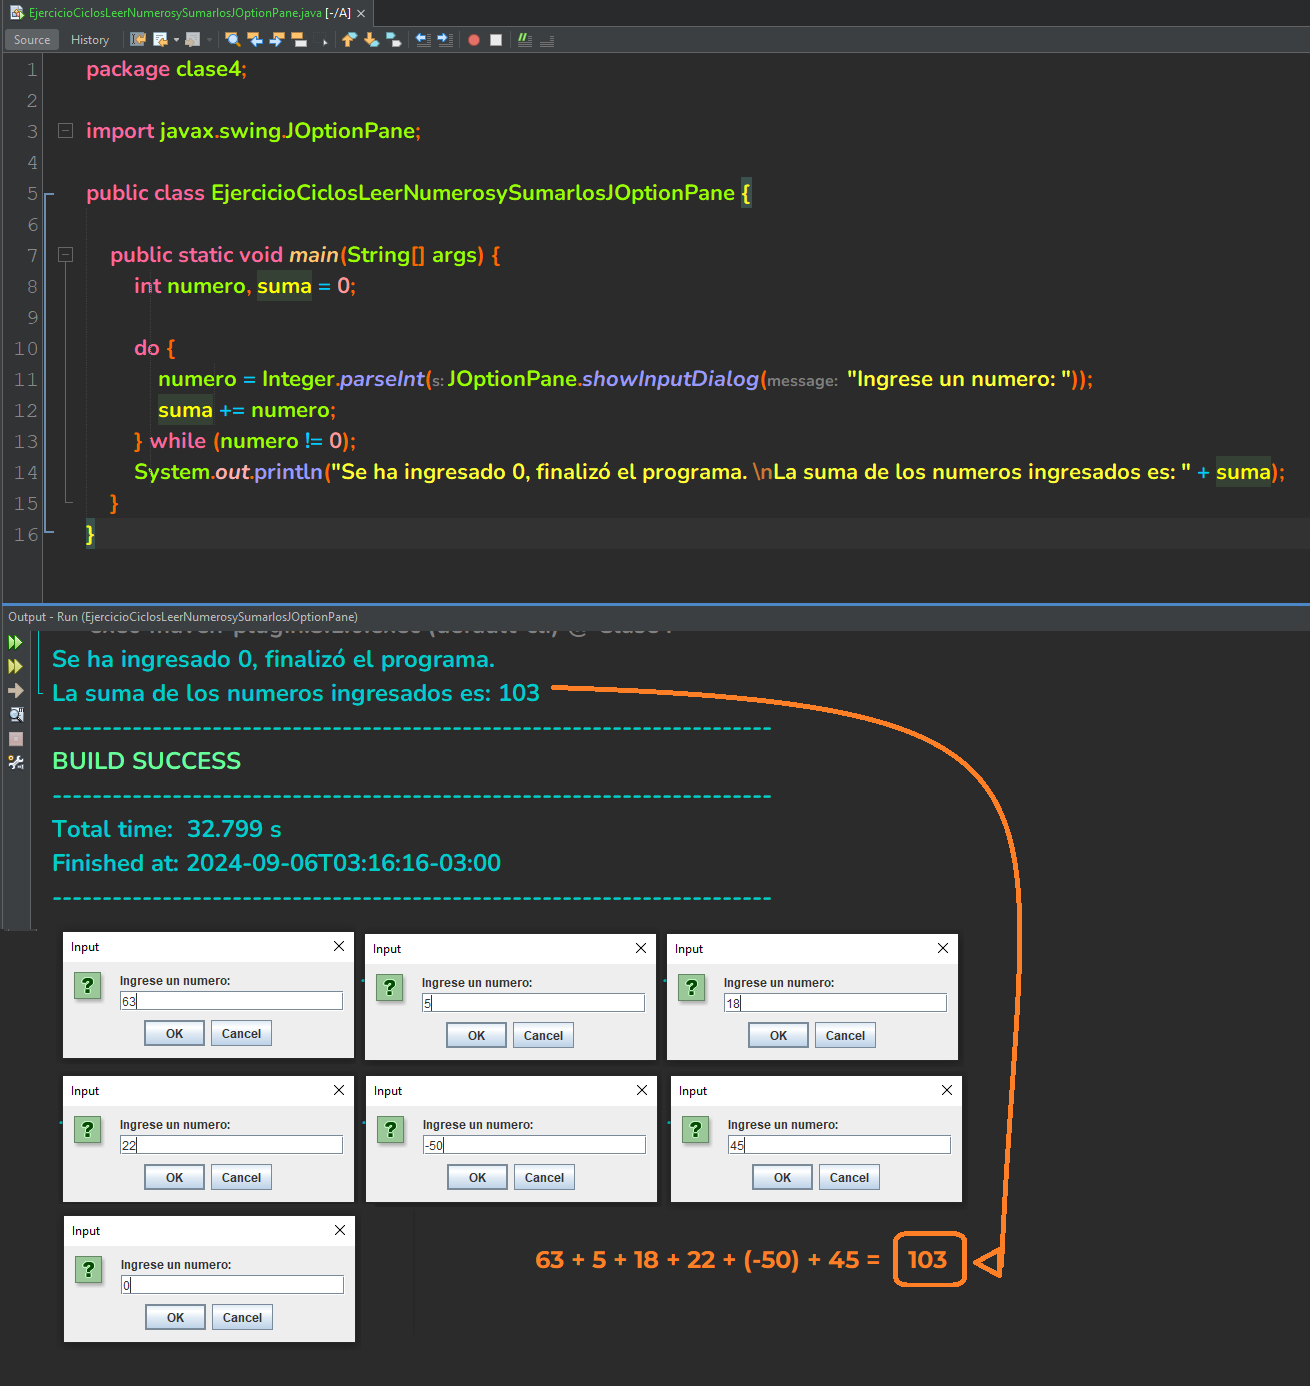 EjercicioCiclosLeerNumerosySumarlosJOptionPane.java [-/A]
Source History
1 package clase4;
2
3 import javax.swing.JOptionPane;
4
5 public class EjercicioCiclosLeerNumerosySumarlosJOptionPane {
6
7 public static void main(String[] args) {
8 int numero, suma = 0;
9
10 do {
11 numero = Integer.parseInt(s: JOptionPane.showInputDialog(message: "Ingrese un numero: "));
12 suma += numero;
13 } while (numero != 0);
14 System.out.println("Se ha ingresado 0, finalizó el programa. \nLa suma de los numeros ingresados es: " + suma);
15 }
16 }
Output - Run (EjercicioCiclosLeerNumerosySumarlosJOptionPane)
Se ha ingresado 0, finalizó el programa.
La suma de los numeros ingresados es: 103
------------------------------------------------------------------------
BUILD SUCCESS
------------------------------------------------------------------------
Total time: 32.799 s
Finished at: 2024-09-06T03:16:16-03:00
------------------------------------------------------------------------
Input
Ingrese un numero:
63
OK Cancel
Input
Ingrese un numero:
5
OK Cancel
Input
Ingrese un numero:
18
OK Cancel
Input
Ingrese un numero:
22
OK Cancel
Input
Ingrese un numero:
-50
OK Cancel
Input
Ingrese un numero:
45
OK Cancel
Input
Ingrese un numero:
0
OK Cancel
63 + 5 + 18 + 22 + (-50) + 45 = 103